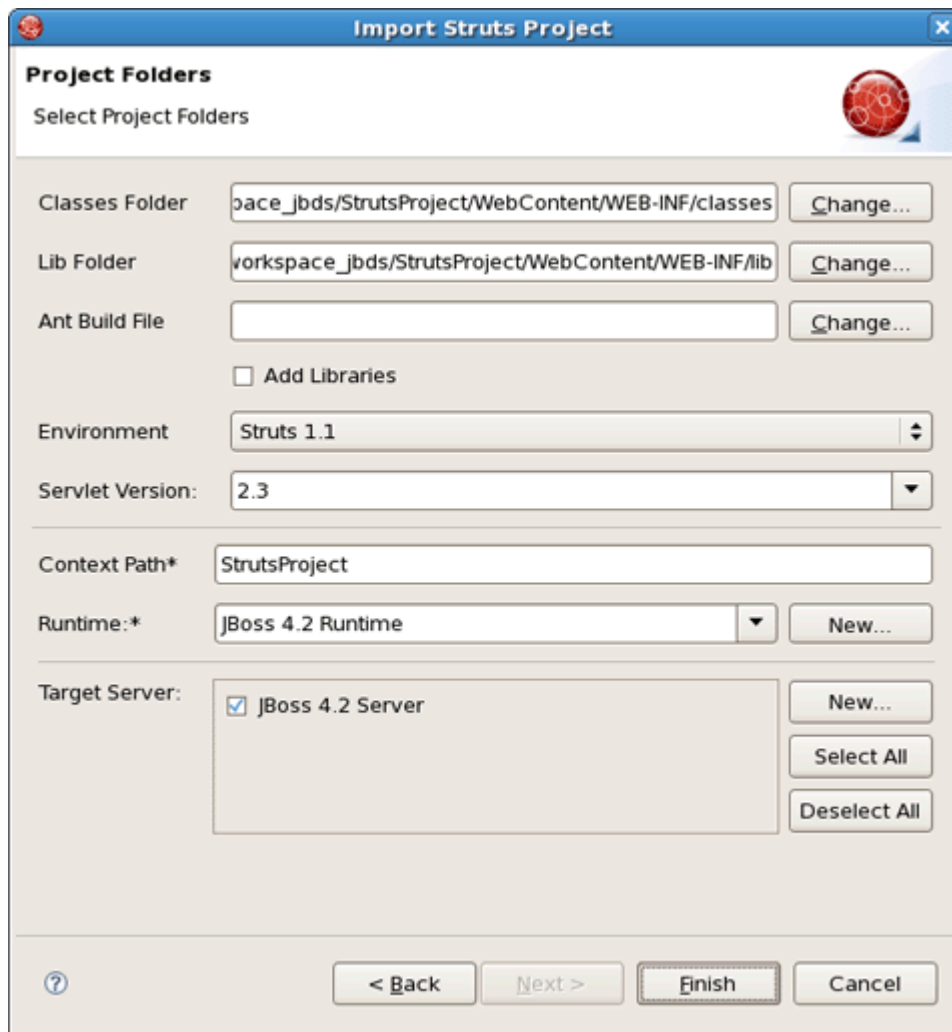 Import Struts Project
Project Folders
Select Project Folders
Classes Folder pace_jbds/StrutsProject/WebContent/WEB-INF/classes Change...
Lib Folder workspace_jbds/StrutsProject/WebContent/WEB-INF/lib Change...
Ant Build File Change...
Add Libraries
Environment Struts 1.1
Servlet Version: 2.3
Context Path* StrutsProject
Runtime:* JBoss 4.2 Runtime New...
Target Server: JBoss 4.2 Server New...
Select All
Deselect All
? < Back Next > Finish Cancel